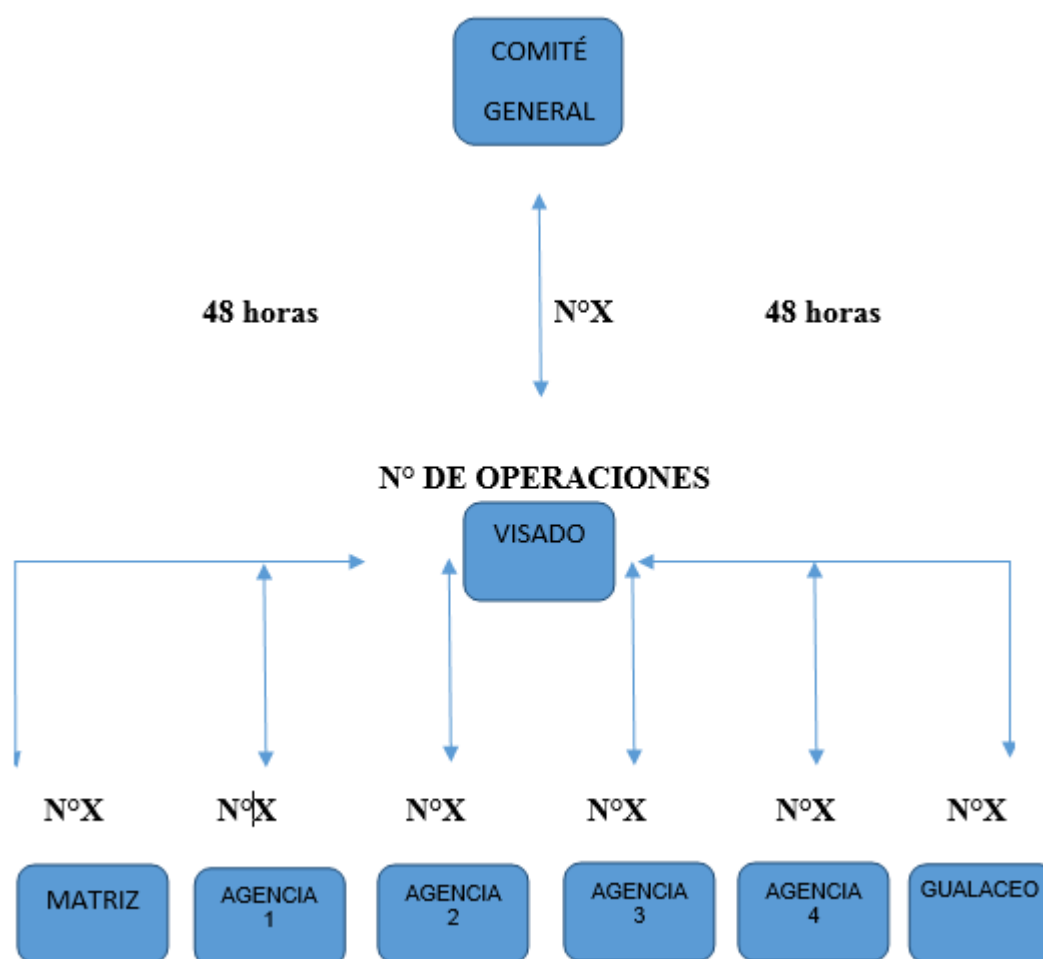 COMITÉ
GENERAL
48 horas N°X 48 horas
N° DE OPERACIONES
VISADO
N°X N°X N°X N°X N°X N°X
MATRIZ
AGENCIA
1
AGENCIA
2
AGENCIA
3
AGENCIA
4
GUALACEO